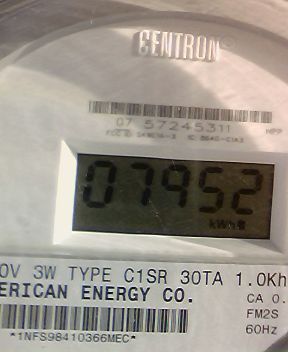 CENTRON®
07 57245311
07952
kWh
0V 3W TYPE C1SR 30TA 1.0Kh
ERICAN ENERGY CO.
CA 0.
FM2S
60Hz
*1NFS98410366MEC*